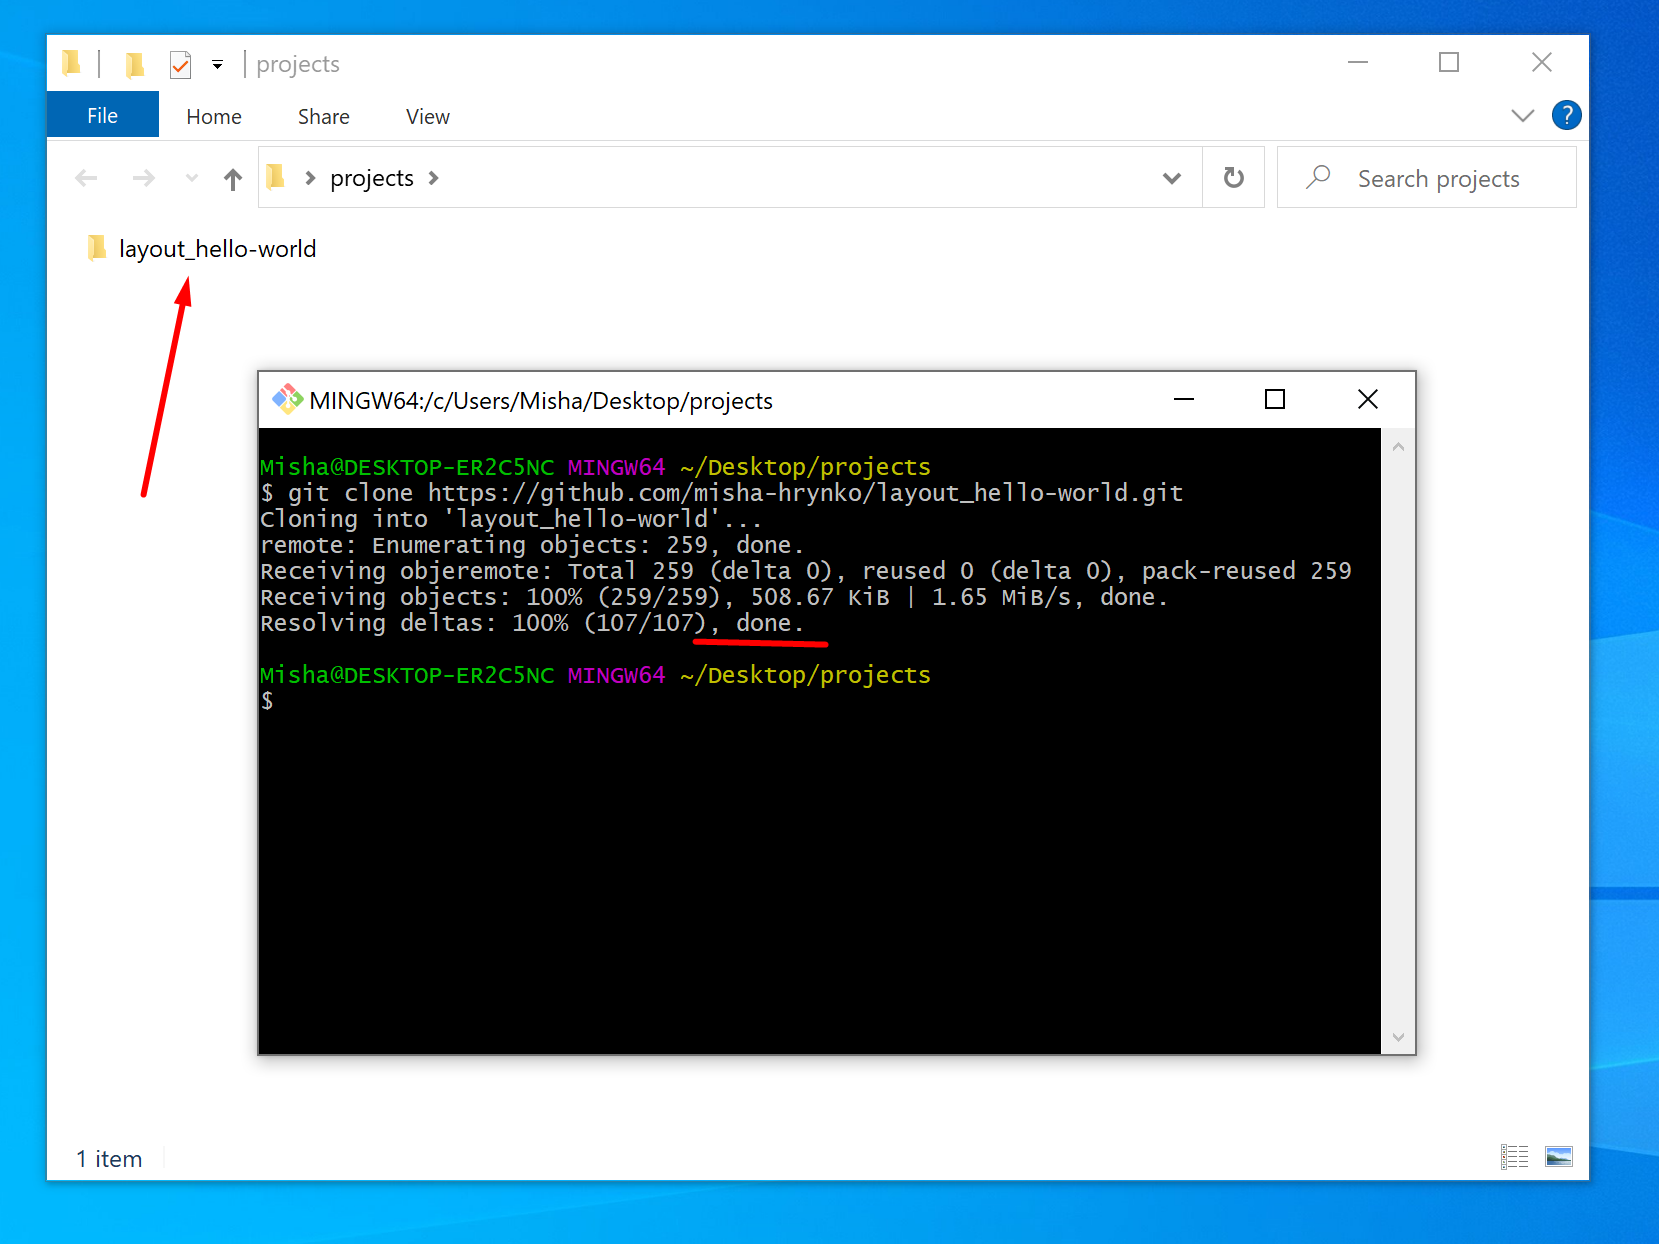 projects
File Home Share View
projects
Search projects
layout_hello-world
MINGW64:/c/Users/Misha/Desktop/projects
Misha@DESKTOP-ER2C5NC MINGW64 ~/Desktop/projects
$ git clone https://github.com/misha-hrynko/layout_hello-world.git
Cloning into 'layout_hello-world'...
remote: Enumerating objects: 259, done.
Receiving objeremote: Total 259 (delta 0), reused 0 (delta 0), pack-reused 259
Receiving objects: 100% (259/259), 508.67 KiB | 1.65 MiB/s, done.
Resolving deltas: 100% (107/107), done.
Misha@DESKTOP-ER2C5NC MINGW64 ~/Desktop/projects
$
1 item